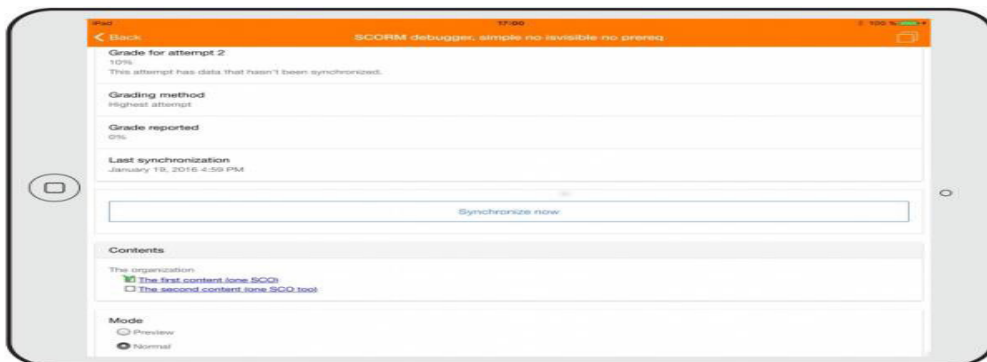 iPad 17:00 100 %
Back SCORM debugger, simple no isvisible no prereq
Grade for attempt 2
10%
This attempt has data that hasn't been synchronized.
Grading method
Highest attempt
Grade reported
0%
Last synchronization
January 19, 2016 4:59 PM
Synchronize now
Contents
The organization
The first content (one SCO)
The second content (one SCO too)
Mode
Preview
Normal